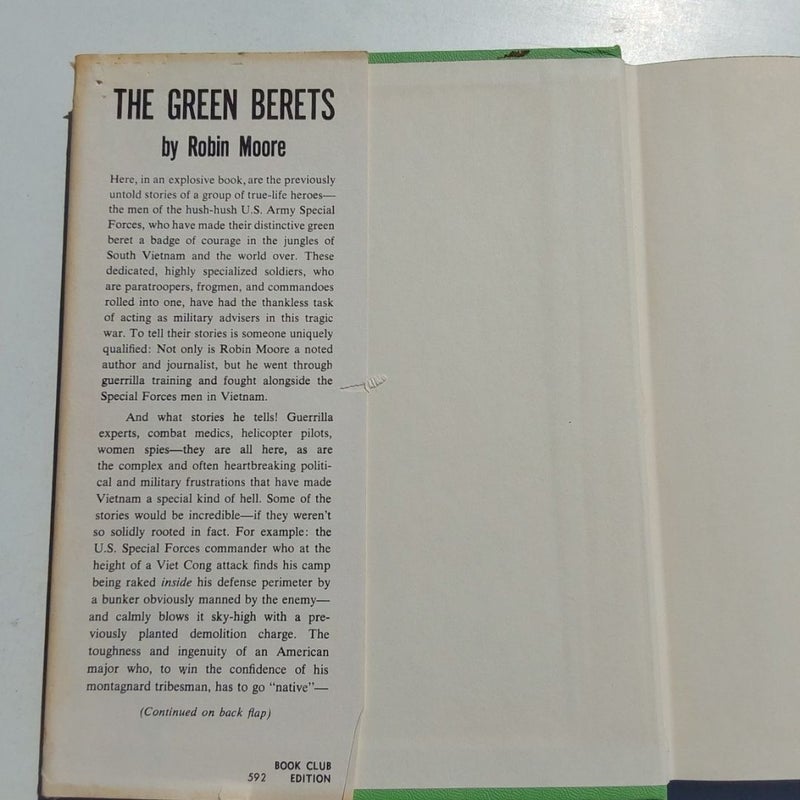 THE GREEN BERETS
by Robin Moore
Here, in an explosive book, are the previously
untold stories of a group of true-life heroes—
the men of the hush-hush U.S. Army Special
Forces, who have made their distinctive green
beret a badge of courage in the jungles of
South Vietnam and the world over. These
dedicated, highly specialized soldiers, who
are paratroopers, frogmen, and commandoes
rolled into one, have had the thankless task
of acting as military advisers in this tragic
war. To tell their stories is someone uniquely
qualified: Not only is Robin Moore a noted
author and journalist, but he went through
guerrilla training and fought alongside the
Special Forces men in Vietnam.
And what stories he tells! Guerrilla
experts, combat medics, helicopter pilots,
women spies—they are all here, as are
the complex and often heartbreaking politi-
cal and military frustrations that have made
Vietnam a special kind of hell. Some of the
stories would be incredible—if they weren't
so solidly rooted in fact. For example: the
U.S. Special Forces commander who at the
height of a Viet Cong attack finds his camp
being raked inside his defense perimeter by
a bunker obviously manned by the enemy—
and calmly blows it sky-high with a pre-
viously planted demolition charge. The
toughness and ingenuity of an American
major who, to win the confidence of his
montagnard tribesman, has to go "native"—
(Continued on back flap)
BOOK CLUB
592 EDITION